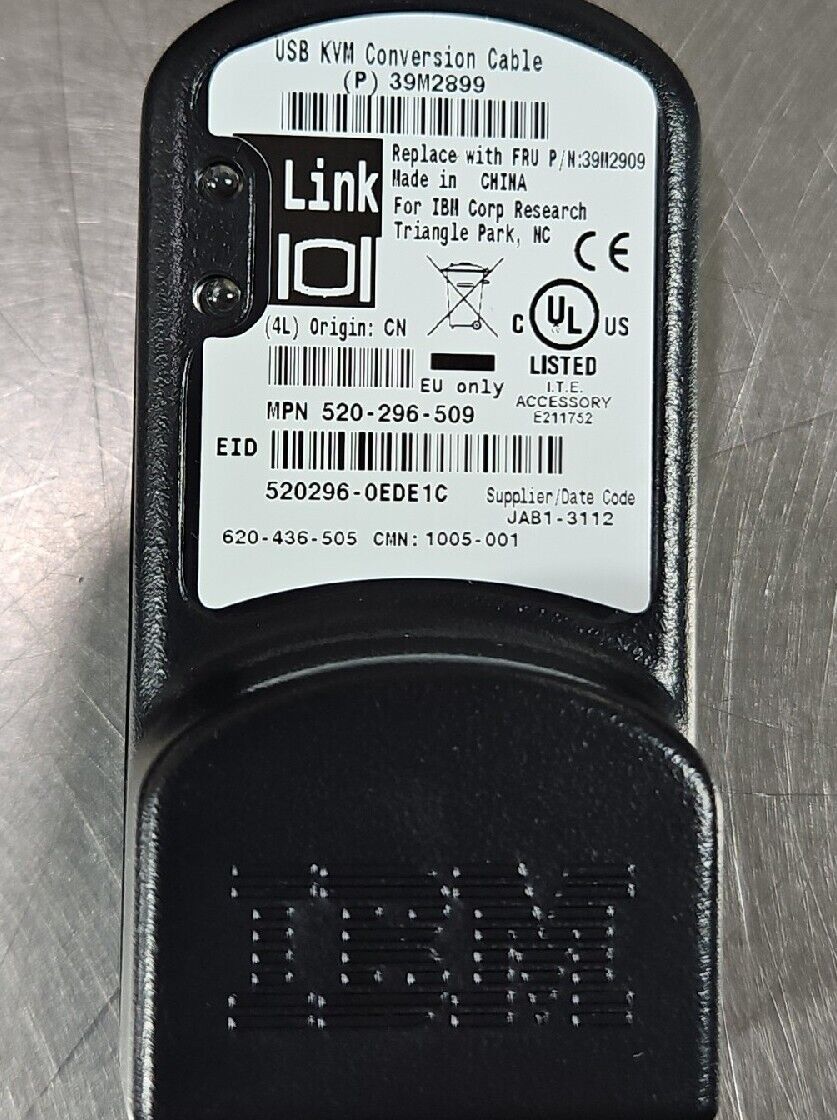 USB KVM Conversion Cable
(P) 39M2899
Replace with FRU P/N:39M2909
Made in CHINA
For IBM Corp Research
Triangle Park, NC
Link
CE
(4L) Origin: CN
C UL US
LISTED
EU only
I.T.E.
ACCESSORY
E211752
MPN 520-296-509
EID
520296-0EDE1C
Supplier/Date Code
JAB1-3112
620-436-505 CMN: 1005-001
IBM